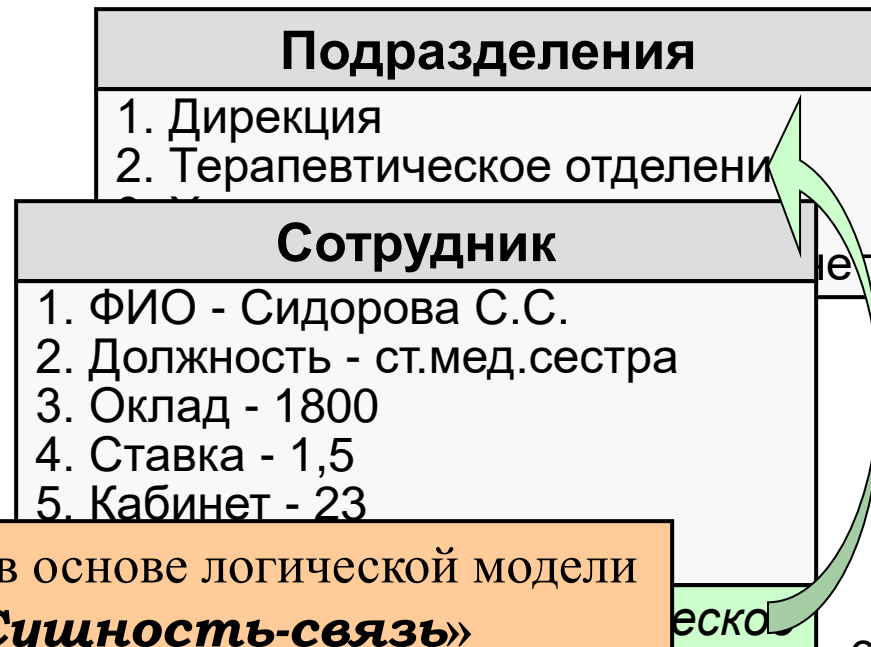 Подразделения
1. Дирекция
2. Терапевтическое отделени
Сотрудник
1. ФИО - Сидорова С.С.
2. Должность - ст.мед.сестра
3. Оклад - 1800
4. Ставка - 1,5
5. Кабинет - 23
в основе логической модели
Сущность-связь»